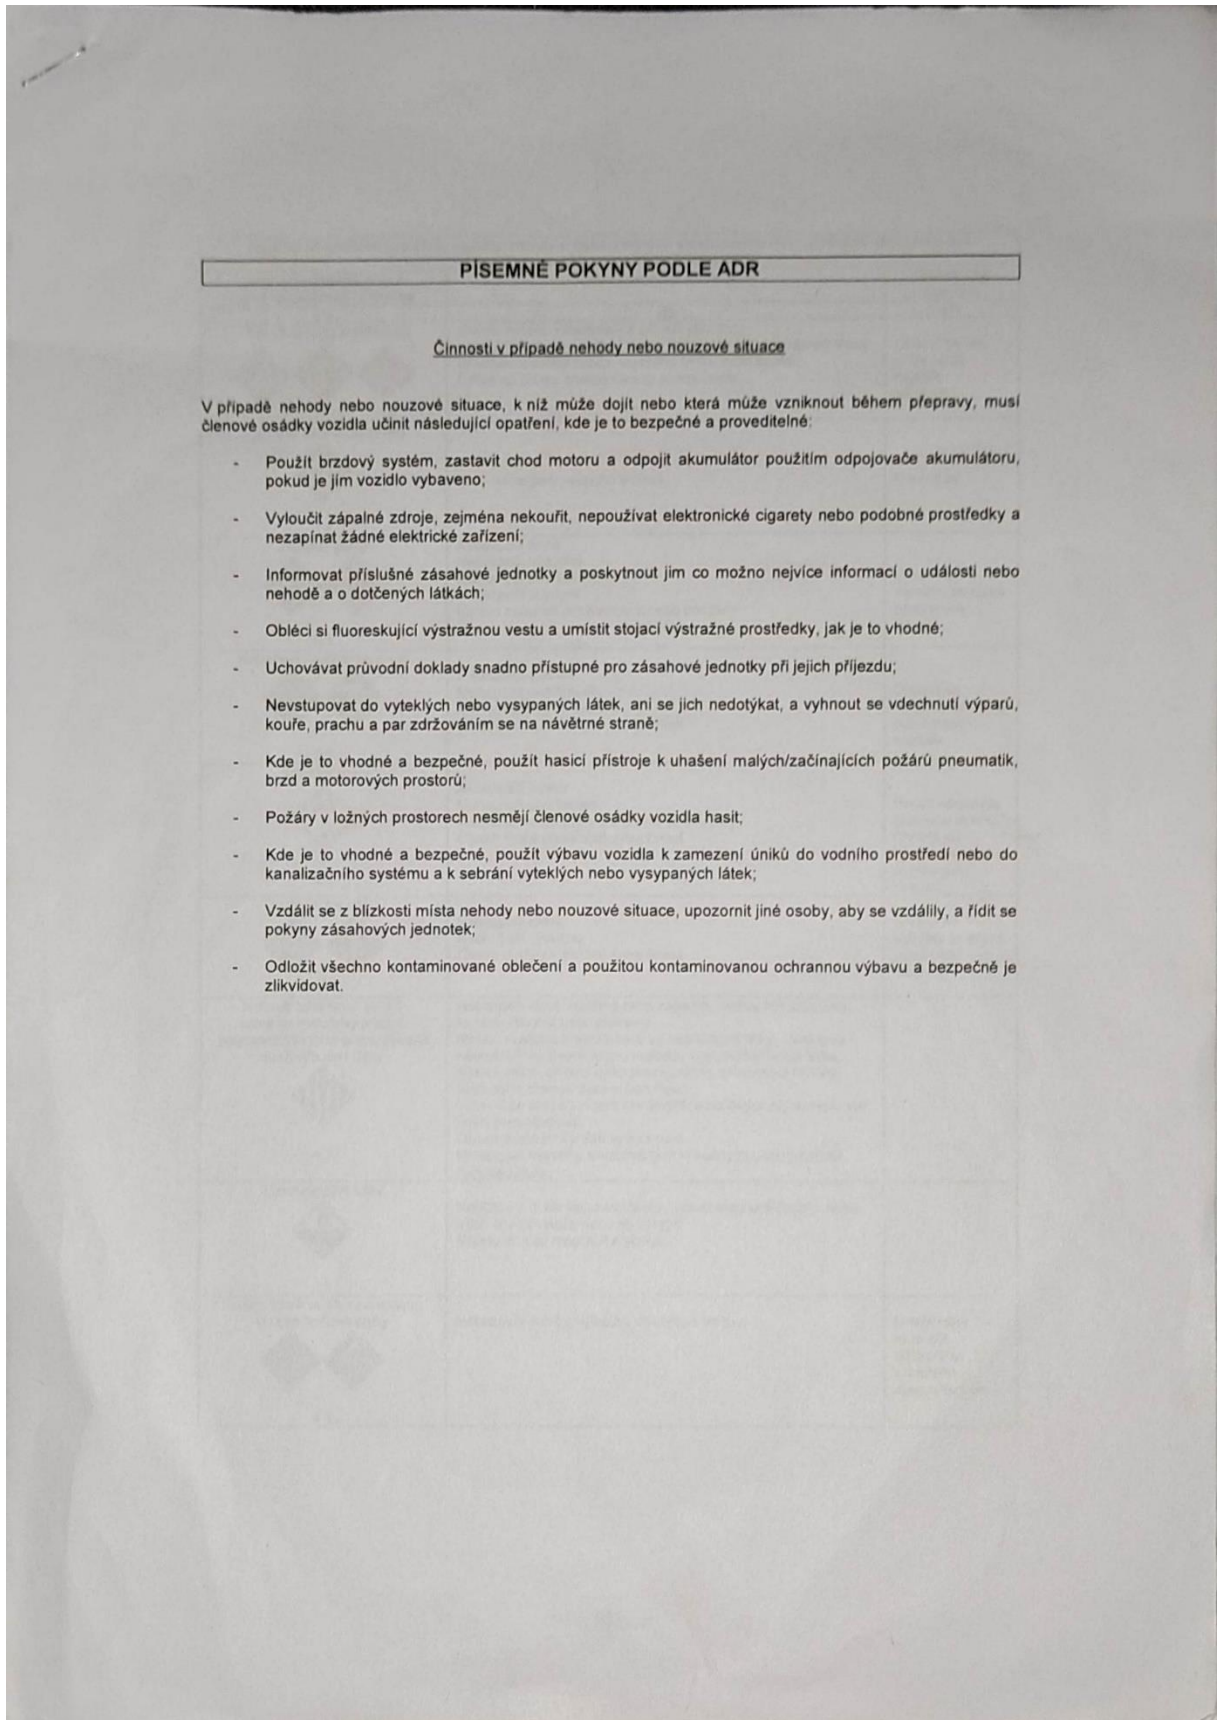 PÍSEMNÉ POKYNY PODLE ADR
Činnosti v případě nehody nebo nouzové situace
V případě nehody nebo nouzové situace, k níž může dojít nebo která může vzniknout během přepravy, musí
členové osádky vozidla učinit následující opatření, kde je to bezpečné a proveditelné:
- Použít brzdový systém, zastavit chod motoru a odpojit akumulátor použitím odpojovače akumulátoru,
pokud je jím vozidlo vybaveno;
- Vyloučit zápalné zdroje, zejména nekouřit, nepoužívat elektronické cigarety nebo podobné prostředky a
nezapínat žádné elektrické zařízení;
- Informovat příslušné zásahové jednotky a poskytnout jim co možno nejvíce informací o události nebo
nehodě a o dotčených látkách;
- Obléci si fluoreskující výstražnou vestu a umístit stojací výstražné prostředky, jak je to vhodné;
- Uchovávat průvodní doklady snadno přístupné pro zásahové jednotky při jejich příjezdu;
- Nevstupovat do vyteklých nebo vysypaných látek, ani se jich nedotýkat, a vyhnout se vdechnutí výparů,
kouře, prachu a par zdržováním se na návětrné straně;
- Kde je to vhodné a bezpečné, použít hasicí přístroje k uhašení malých/začínajících požárů pneumatik,
brzd a motorových prostorů;
- Požáry v ložných prostorech nesmějí členové osádky vozidla hasit;
- Kde je to vhodné a bezpečné, použít výbavu vozidla k zamezení úniků do vodního prostředí nebo do
kanalizačního systému a k sebrání vyteklých nebo vysypaných látek;
- Vzdálit se z blízkosti místa nehody nebo nouzové situace, upozornit jiné osoby, aby se vzdálily, a řídit se
pokyny zásahových jednotek;
- Odložit všechno kontaminované oblečení a použitou kontaminovanou ochrannou výbavu a bezpečně je
zlikvidovat.